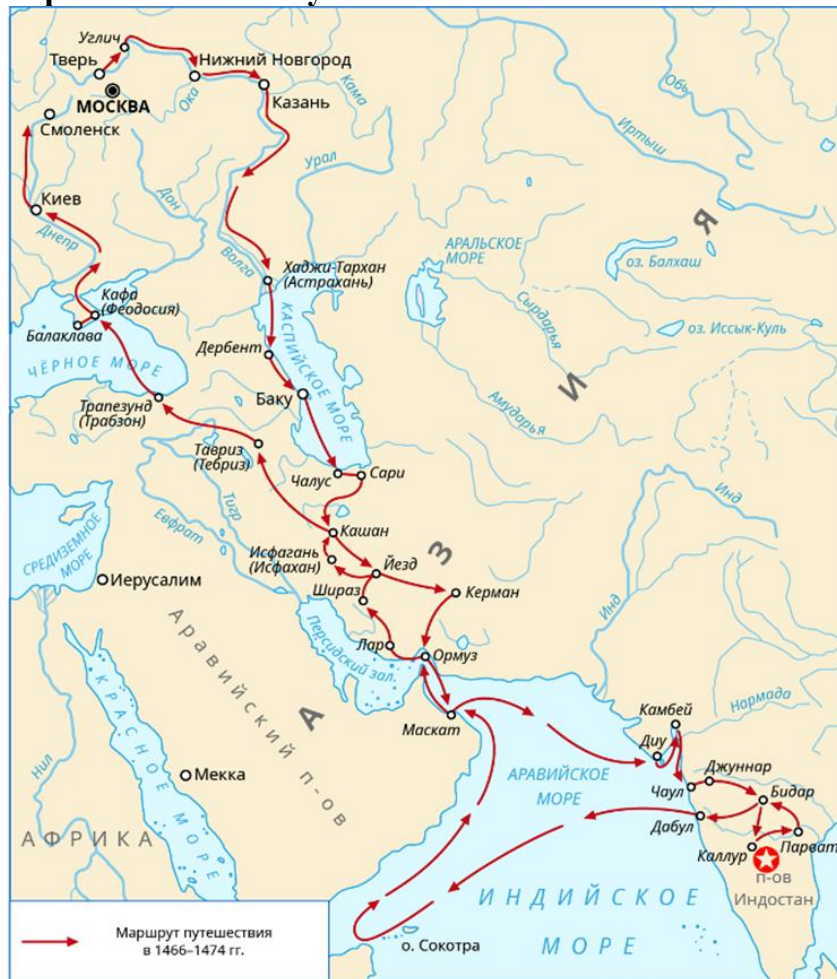 Углич
Тверь
Нижний Новгород
МОСКВА
Ока
Казань
Кама
Обь
Иртыш
Смоленск
Урал
Киев
Дон
Днепр
Волга
Хаджи-Тархан
(Астрахань)
АРАЛЬСКОЕ
МОРЕ
оз. Балхаш
Я
Кафа
(Феодосия)
Балаклава
КАСПИЙСКОЕ МОРЕ
Сырдарья
оз. Иссык-Куль
ЧЁРНОЕ МОРЕ
Дербент
И
Баку
Амударья
Трапезунд
(Трабзон)
Тавриз
(Тебриз)
Чалус
Сари
Тигр
Евфрат
Кашан
Инд
З
СРЕДИЗЕМНОЕ
МОРЕ
Иерусалим
Исфагань
(Исфахан)
Йезд
Шираз
Керман
Инд
Аравийский п-ов
Персидский зал.
Лар
Ормуз
А
Маскат
Камбей
Нормада
КРАСНОЕ МОРЕ
Диу
Джуннар
Нил
Мекка
АРАВИЙСКОЕ
МОРЕ
Чаул
Бидар
Дабул
АФРИКА
Каллур
Парват
п-ов
Индостан
ИНДИЙСКОЕ
МОРЕ
о. Сокотра
Маршрут путешествия
в 1466–1474 гг.